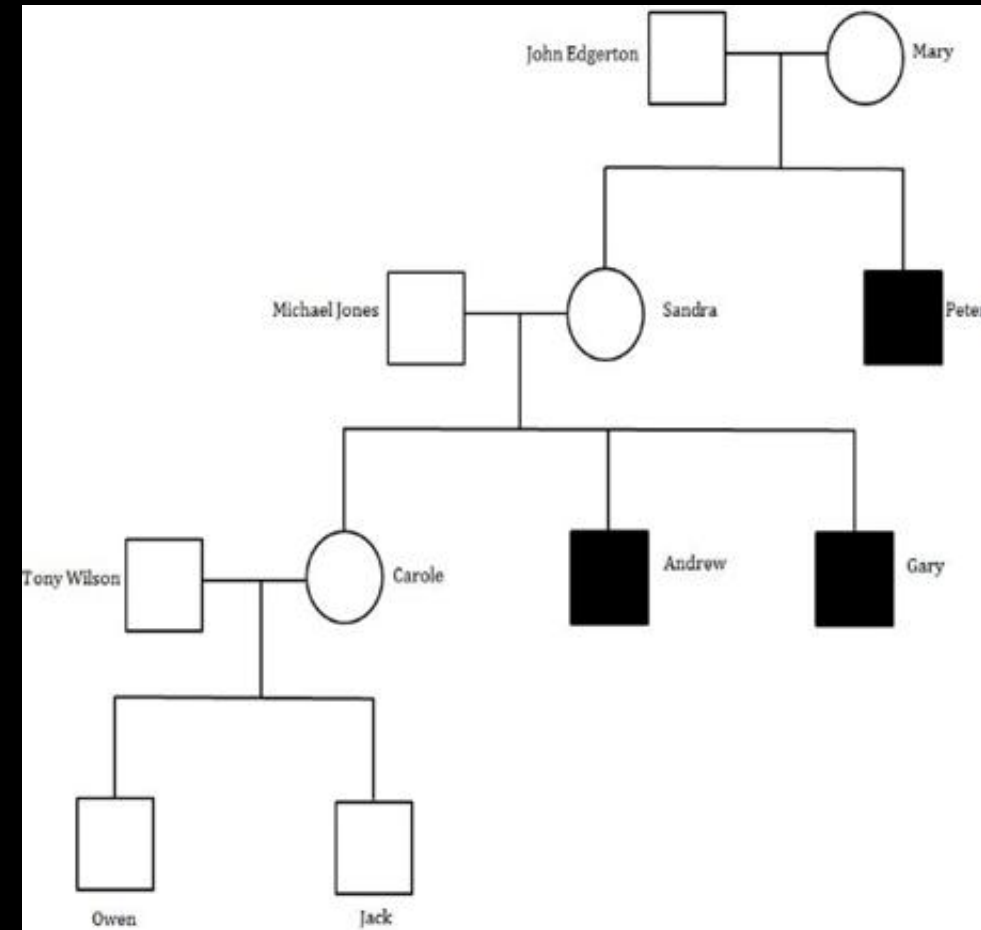 John Edgerton
Mary
Michael Jones
Sandra
Peter
Tony Wilson
Carole
Andrew
Gary
Owen
Jack